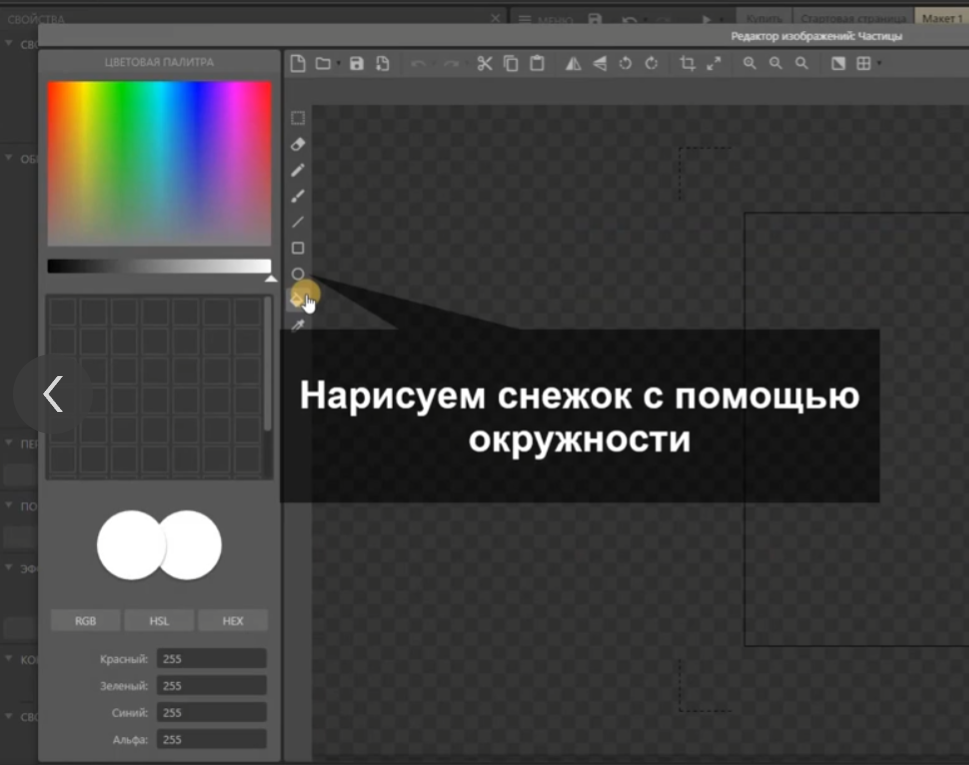 СВОЙСТВА
МЕНЮ
Купить
Стартовая страница
Макет 1
Редактор изображений: Частицы
ЦВЕТОВАЯ ПАЛИТРА
Нарисуем снежок с помощью
окружности
RGB
HSL
HEX
Красный: 255
Зеленый: 255
Синий: 255
Альфа: 255